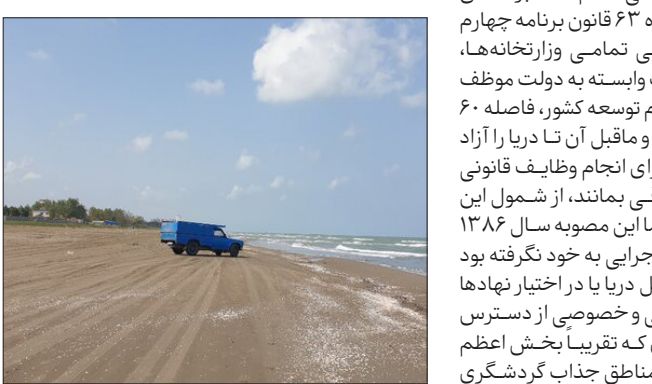 ه ۶۳ قانون برنامه چهارم
ی تمامی وزارتخانه‌ها،
وابسته به دولت موظف
م توسعه کشور، فاصله ۶۰
و ماقبل آن تا دریا را آزاد
رای انجام وظایف قانونی
ی بمانند، از شمول این
ما این مصوبه سال ۱۳۸۶
جرایی به خود نگرفته بود
ل دریا یا در اختیار نهادها
ی و خصوصی از دسترس
که تقریباً بخش اعظم
مناطق جذاب گردشگری